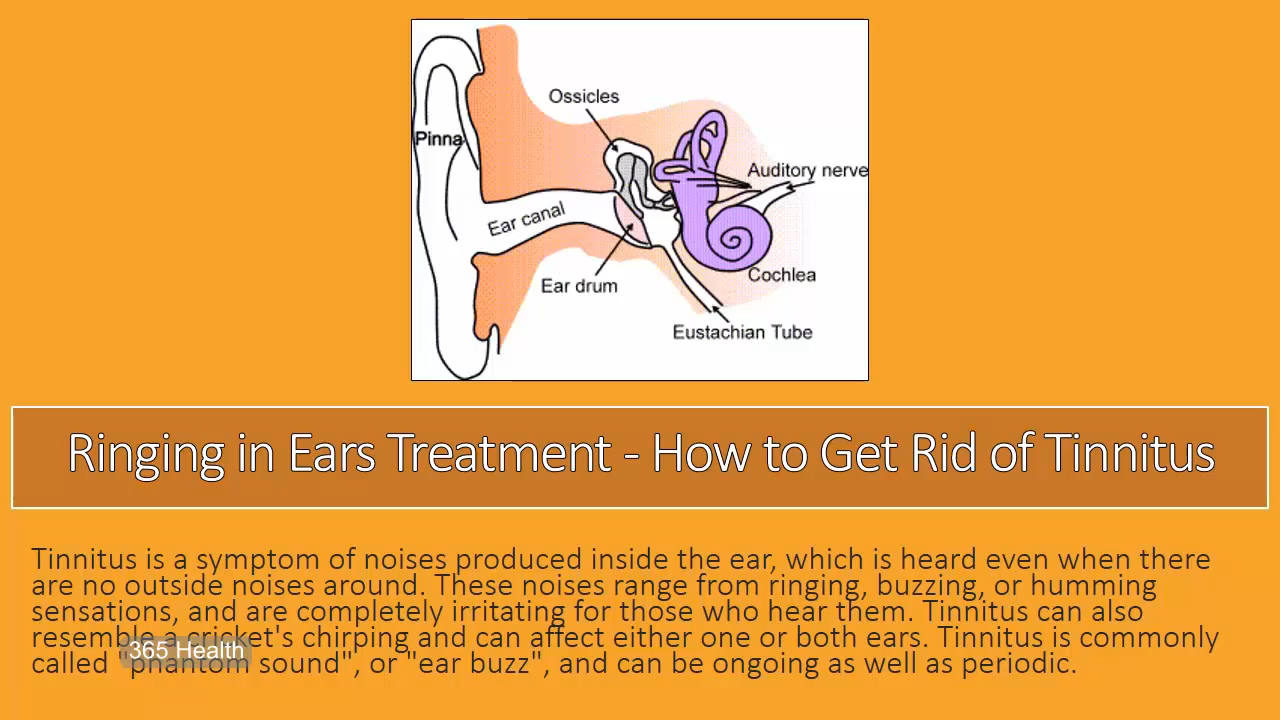 Ossicles
Pinna
Auditory nerve
Ear canal
Cochlea
Ear drum
Eustachian Tube
Ringing in Ears Treatment - How to Get Rid of Tinnitus
Tinnitus is a symptom of noises produced inside the ear, which is heard even when there
are no outside noises around. These noises range from ringing, buzzing, or humming
sensations, and are completely irritating for those who hear them. Tinnitus can also
resemble a cricket's chirping and can affect either one or both ears. Tinnitus is commonly
365 Health
called "phantom sound", or "ear buzz", and can be ongoing as well as periodic.